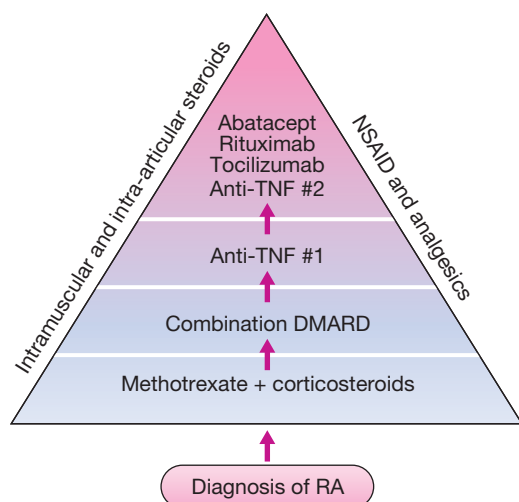 Intramuscular and intra-articular steroids
NSAID and analgesics
Abatacept
Rituximab
Tocilizumab
Anti-TNF #2
Anti-TNF #1
Combination DMARD
Methotrexate + corticosteroids
Diagnosis of RA